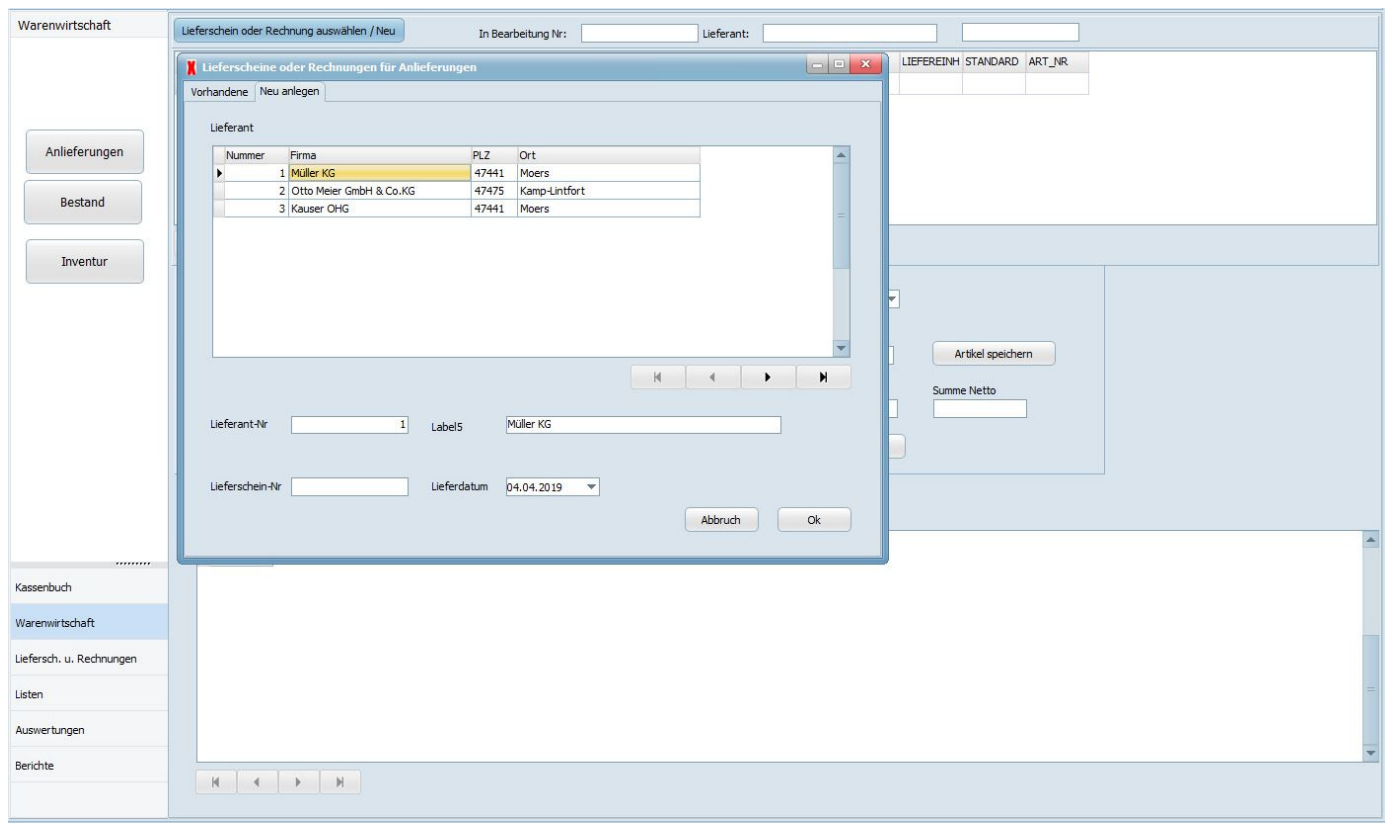 Warenwirtschaft
Lieferschein oder Rechnung auswählen / Neu
In Bearbeitung Nr:
Lieferant:
LIEFEREINH STANDARD ART_NR
Lieferscheine oder Rechnungen für Anlieferungen
Vorhandene Neu anlegen
Lieferant
Nummer Firma PLZ Ort
1 Müller KG 47441 Moers
2 Otto Meier GmbH & Co.KG 47475 Kamp-Lintfort
3 Kauser OHG 47441 Moers
Lieferant-Nr 1 Label5 Müller KG
Lieferschein-Nr Lieferdatum 04.04.2019
Abbruch Ok
Anlieferungen
Bestand
Inventur
Artikel speichern
Summe Netto
Kassenbuch
Warenwirtschaft
Liefersch. u. Rechnungen
Listen
Auswertungen
Berichte